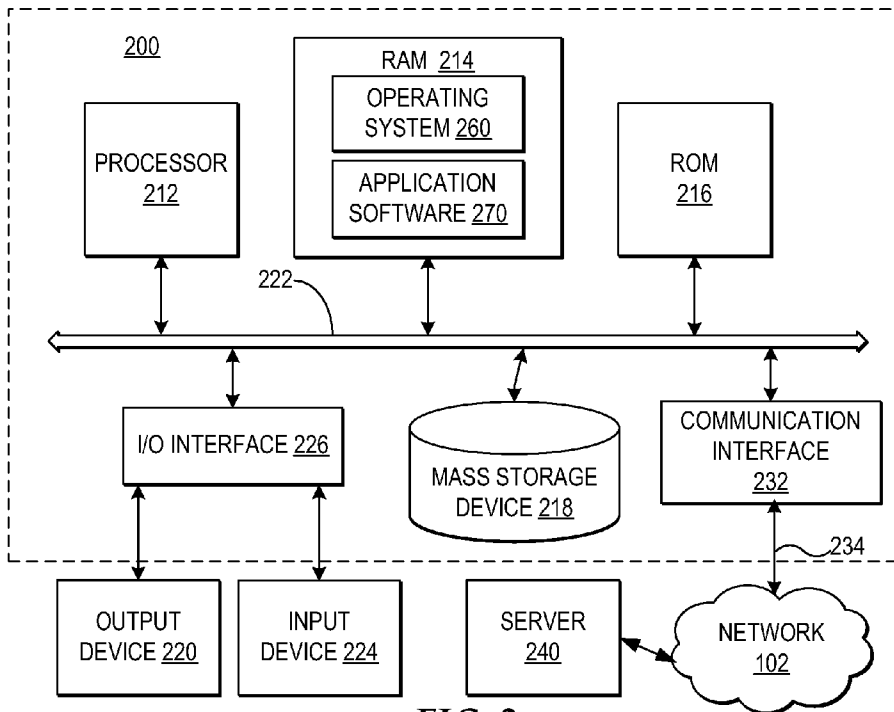 200
RAM 214
OPERATING
SYSTEM 260
APPLICATION
SOFTWARE 270
PROCESSOR
212
ROM
216
222
I/O INTERFACE 226
MASS STORAGE
DEVICE 218
COMMUNICATION
INTERFACE
232
234
OUTPUT
DEVICE 220
INPUT
DEVICE 224
SERVER
240
NETWORK
102